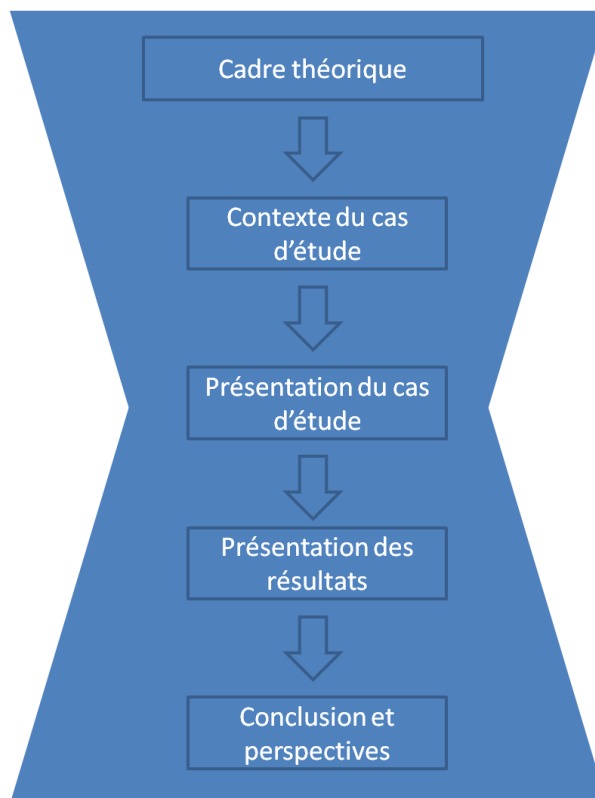 Cadre théorique
Contexte du cas
d’étude
Présentation du cas
d’étude
Présentation des
résultats
Conclusion et
perspectives